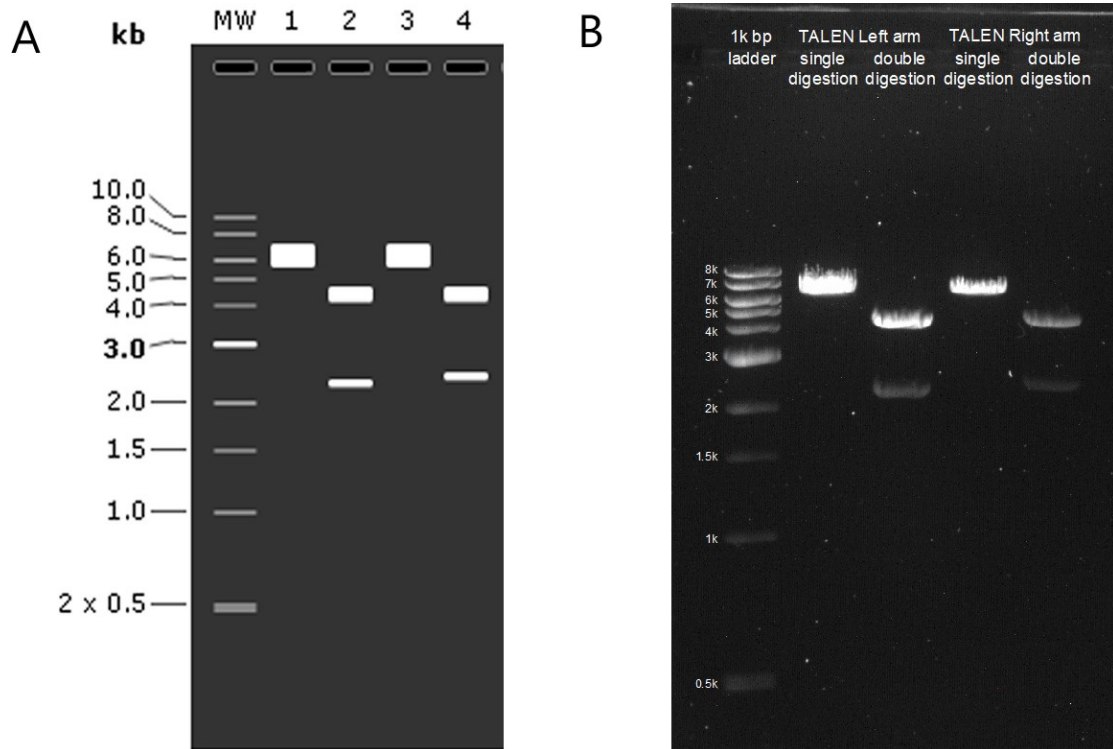 A
kb
MW 1 2 3 4
10.0
8.0
6.0
5.0
4.0
3.0
2.0
1.5
1.0
2 x 0.5
B
1k bp ladder
TALEN Left arm
single digestion
double digestion
TALEN Right arm
single digestion
double digestion
8k
7k
6k
5k
4k
3k
2k
1.5k
1k
0.5k